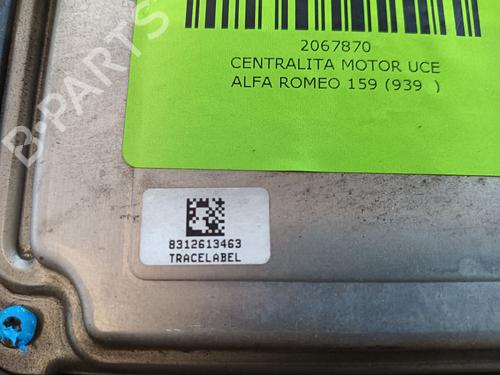 2067870
CENTRALITA MOTOR UCE
ALFA ROMEO 159 (939 )
B-PARTS
8312613463
TRACELABEL